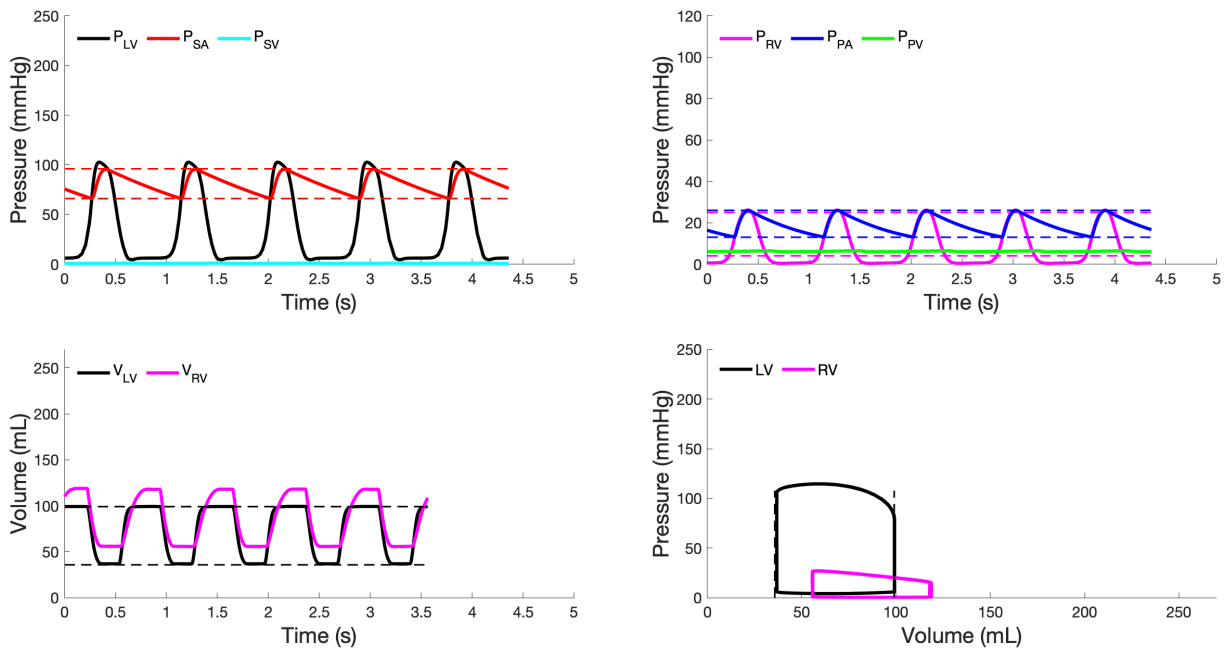 250
200
150
100
50
0
Pressure (mmHg)
P_LV P_SA P_SV
0 0.5 1 1.5 2 2.5 3 3.5 4 4.5 5
Time (s)
120
100
80
60
40
20
0
Pressure (mmHg)
P_RV P_PA P_PV
0 0.5 1 1.5 2 2.5 3 3.5 4 4.5 5
Time (s)
250
200
150
100
50
0
Volume (mL)
V_LV V_RV
0 0.5 1 1.5 2 2.5 3 3.5 4 4.5 5
Time (s)
250
200
150
100
50
0
Pressure (mmHg)
LV RV
0 50 100 150 200 250
Volume (mL)